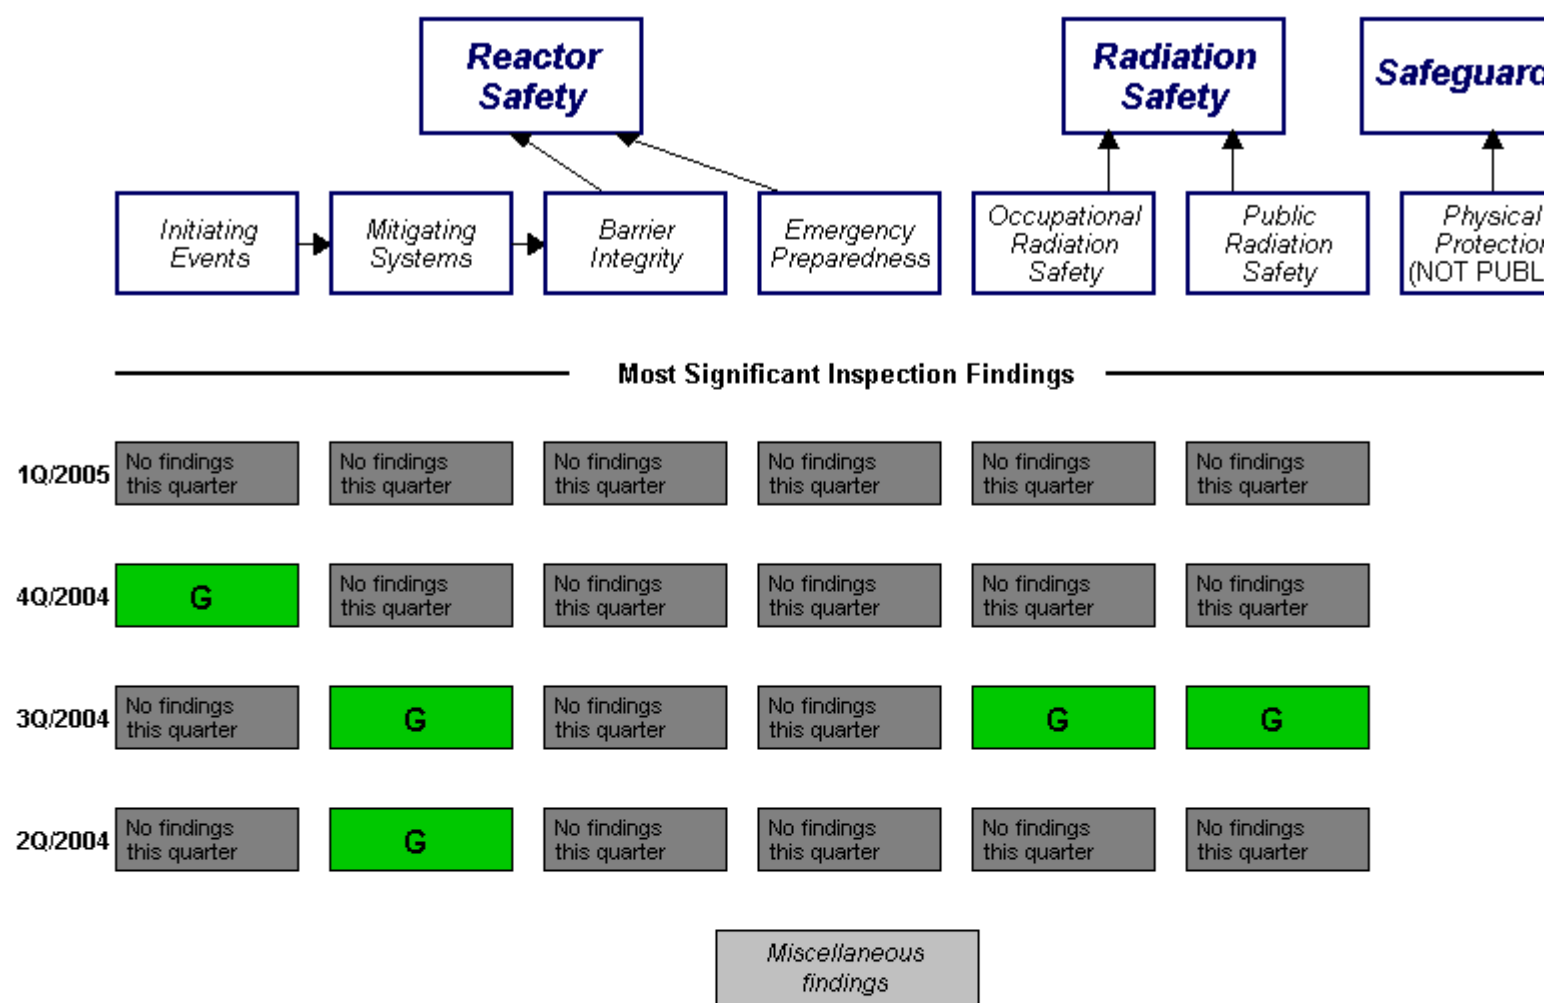 Reactor
Safety
Radiation
Safety
Safeguard
Initiating
Events
Mitigating
Systems
Barrier
Integrity
Emergency
Preparedness
Occupational
Radiation
Safety
Public
Radiation
Safety
Physical
Protection
(NOT PUBL
Most Significant Inspection Findings
1Q/2005
No findings
this quarter
No findings
this quarter
No findings
this quarter
No findings
this quarter
No findings
this quarter
No findings
this quarter
4Q/2004
G
No findings
this quarter
No findings
this quarter
No findings
this quarter
No findings
this quarter
No findings
this quarter
3Q/2004
No findings
this quarter
G
No findings
this quarter
No findings
this quarter
G
G
2Q/2004
No findings
this quarter
G
No findings
this quarter
No findings
this quarter
No findings
this quarter
No findings
this quarter
Miscellaneous
findings